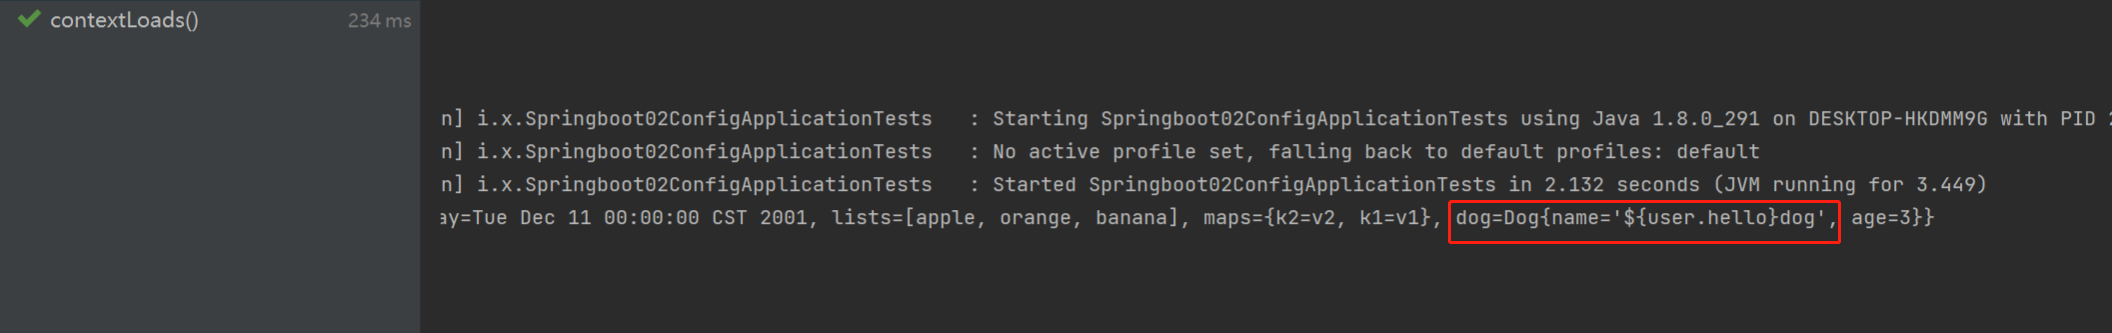 contextLoads() 234 ms
n] i.x.Springboot02ConfigApplicationTests : Starting Springboot02ConfigApplicationTests using Java 1.8.0_291 on DESKTOP-HKDMM9G with PID 2
n] i.x.Springboot02ConfigApplicationTests : No active profile set, falling back to default profiles: default
n] i.x.Springboot02ConfigApplicationTests : Started Springboot02ConfigApplicationTests in 2.132 seconds (JVM running for 3.449)
ay=Tue Dec 11 00:00:00 CST 2001, lists=[apple, orange, banana], maps={k2=v2, k1=v1}, dog=Dog{name='${user.hello}dog', age=3}}